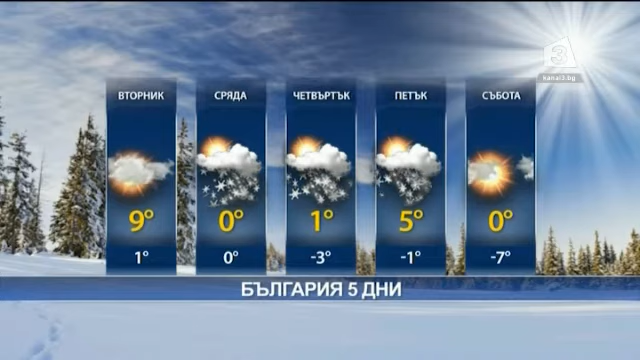 3
kanal3.bg
ВТОРНИК
9°
1°
СРЯДА
0°
0°
ЧЕТВЪРТЪК
1°
-3°
ПЕТЪК
5°
-1°
СЪБОТА
0°
-7°
БЪЛГАРИЯ 5 ДНИ